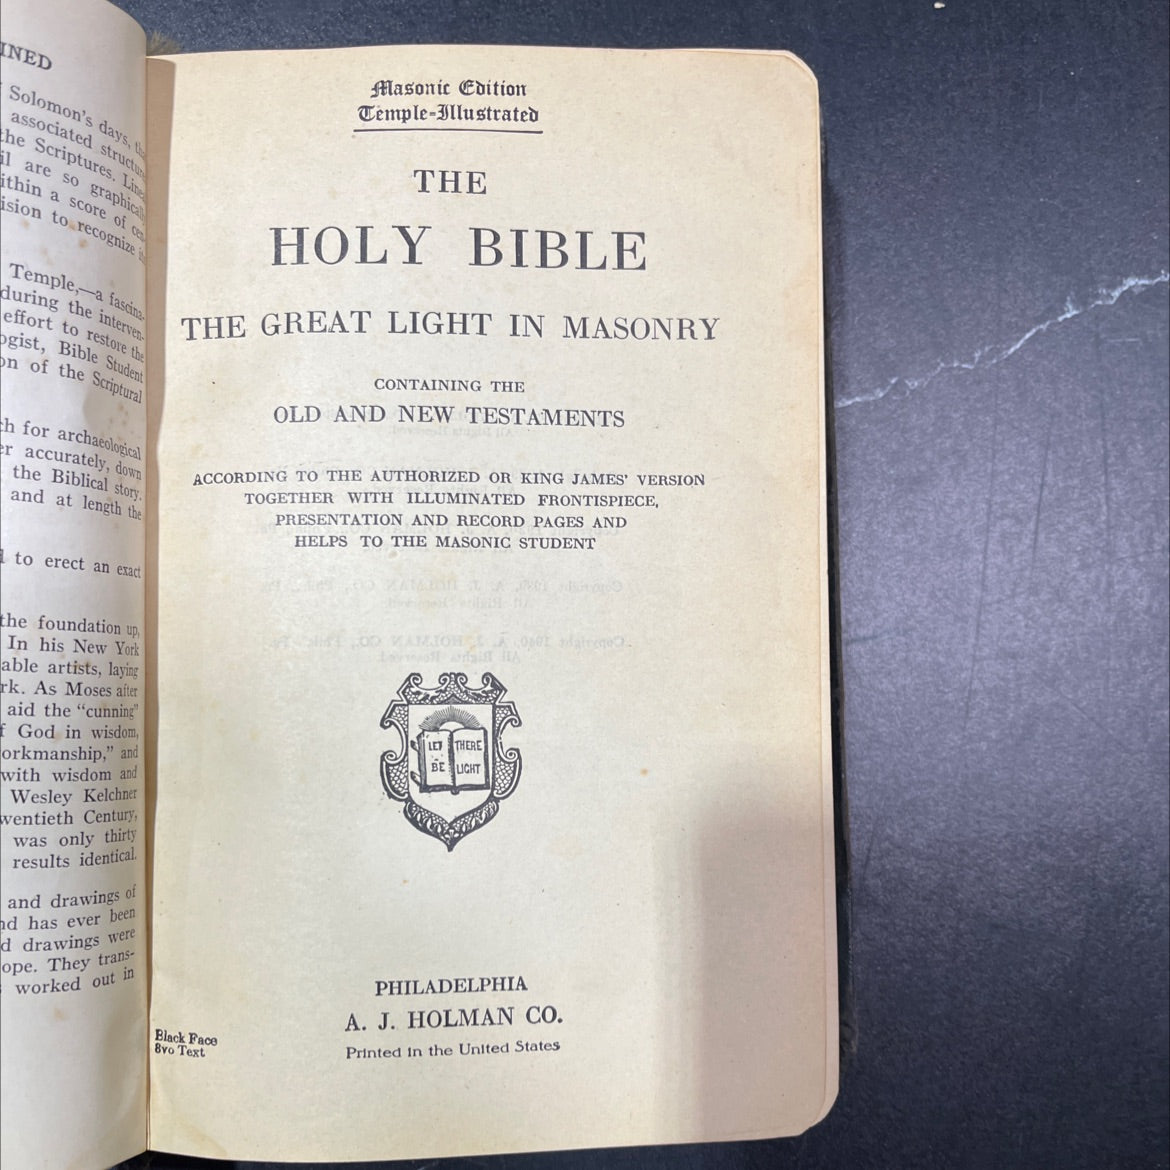 INED
Solomon's days, the
associated structure
the Scriptures.
il are so graphically
ithin a score of cen-
ision to recognize
Temple,—a fascina-
during the interven-
effort to restore the
ogist, Bible Student
on of the Scriptural
ch for archaeological
er accurately, down
the Biblical story.
and at length the
to erect an exact
the foundation up,
In his New York
able artists, laying
rk. As Moses after
aid the “cunning”
f God in wisdom,
orkmanship,” and
with wisdom and
Wesley Kelchner
wentieth Century,
was only thirty
results identical.
and drawings of
nd has ever been
d drawings were
ope. They trans-
worked out in
Masonic Edition
Temple-Illustrated
THE
HOLY BIBLE
THE GREAT LIGHT IN MASONRY
CONTAINING THE
OLD AND NEW TESTAMENTS
ACCORDING TO THE AUTHORIZED OR KING JAMES' VERSION
TOGETHER WITH ILLUMINATED FRONTISPIECE,
PRESENTATION AND RECORD PAGES AND
HELPS TO THE MASONIC STUDENT
LET THERE
BE LIGHT
PHILADELPHIA
A. J. HOLMAN CO.
Printed in the United States
Black Face
8vo Text